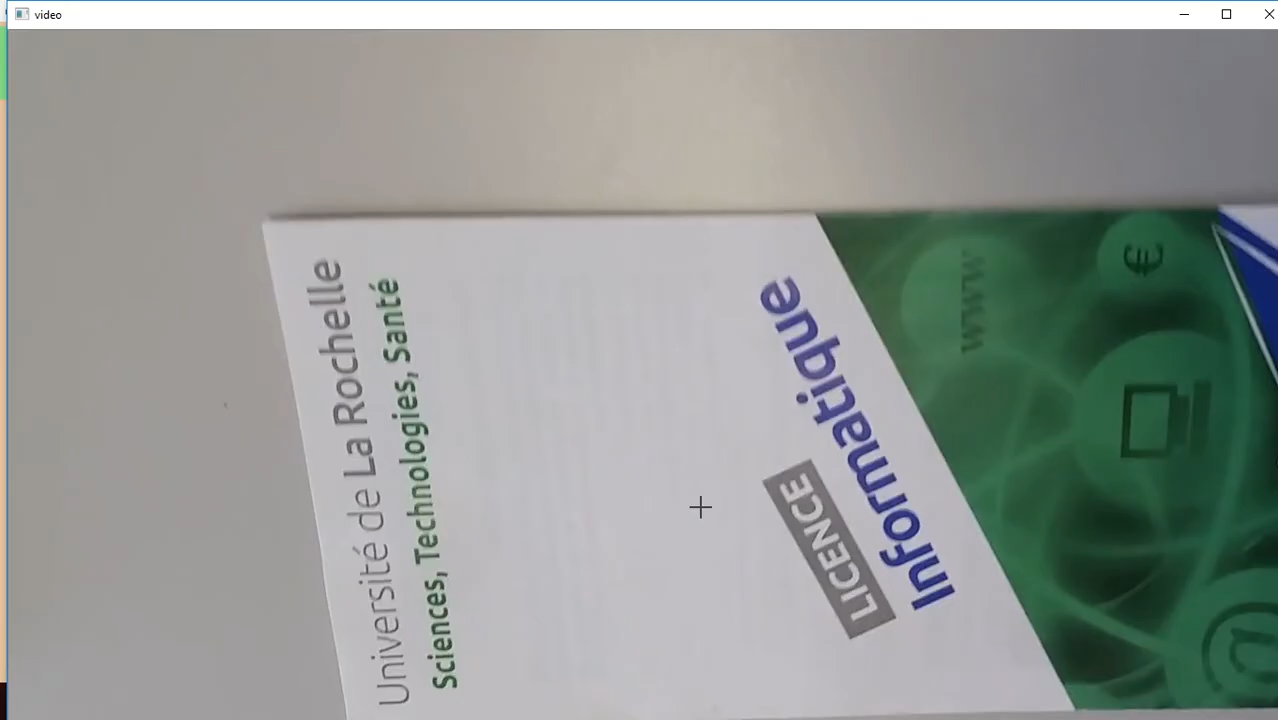 video
Université de La Rochelle
Sciences, Technologies, Santé
LICENCE
Informatique
www
€
@